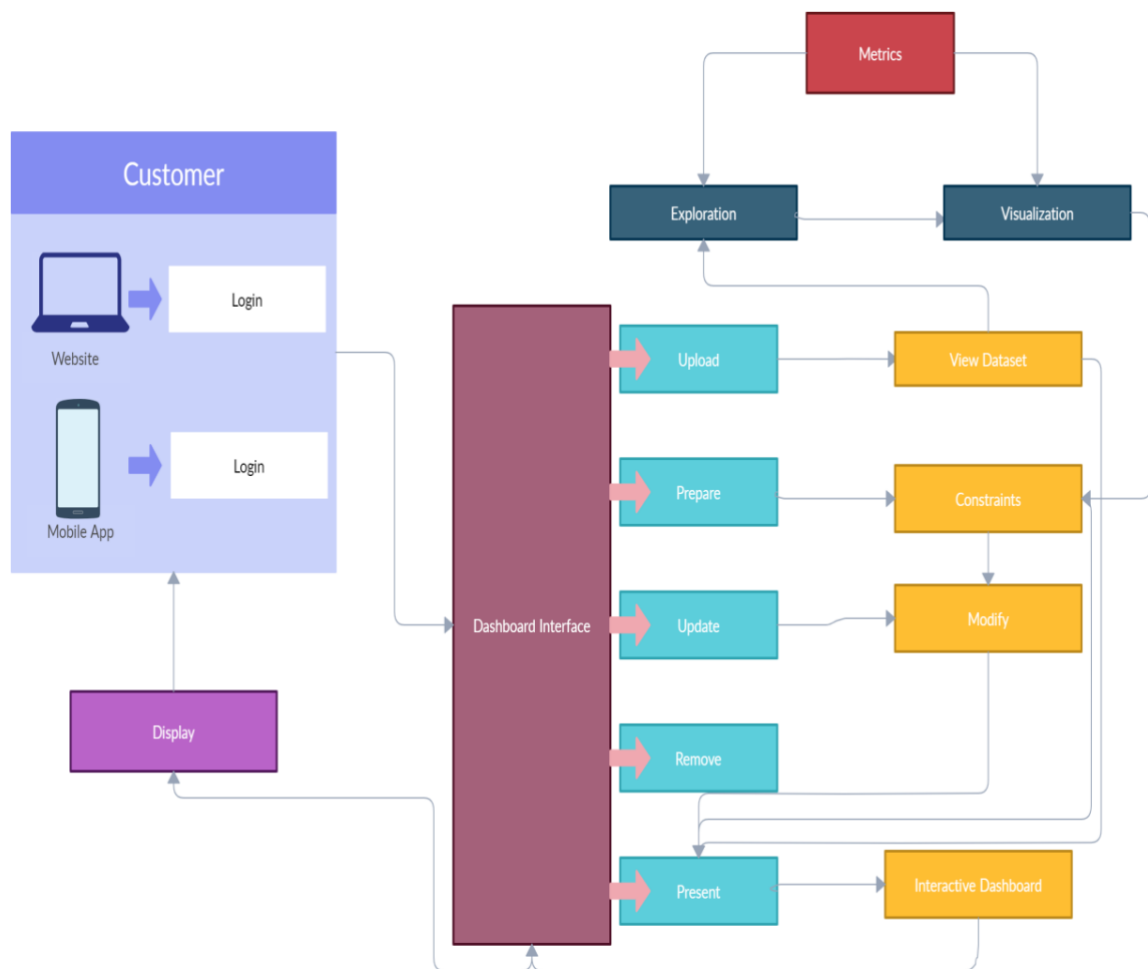 Metrics
Customer
Exploration
Visualization
Login
Website
Upload
View Dataset
Login
Mobile App
Prepare
Constraints
Dashboard Interface
Update
Modify
Display
Remove
Present
Interactive Dashboard